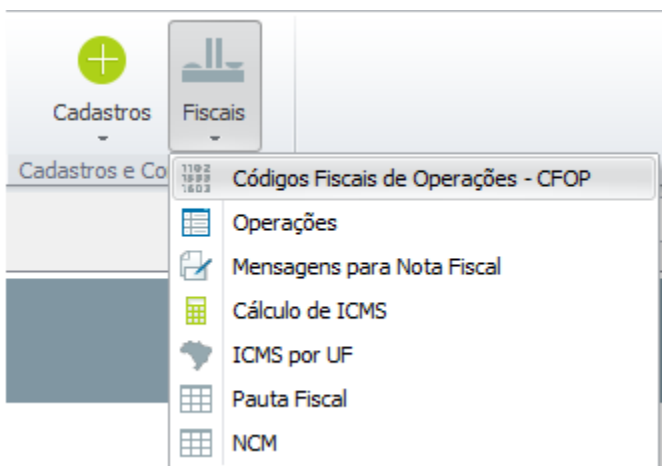 Cadastros
Fiscais
Cadastros e Co
Códigos Fiscais de Operações - CFOP
Operações
Mensagens para Nota Fiscal
Cálculo de ICMS
ICMS por UF
Pauta Fiscal
NCM